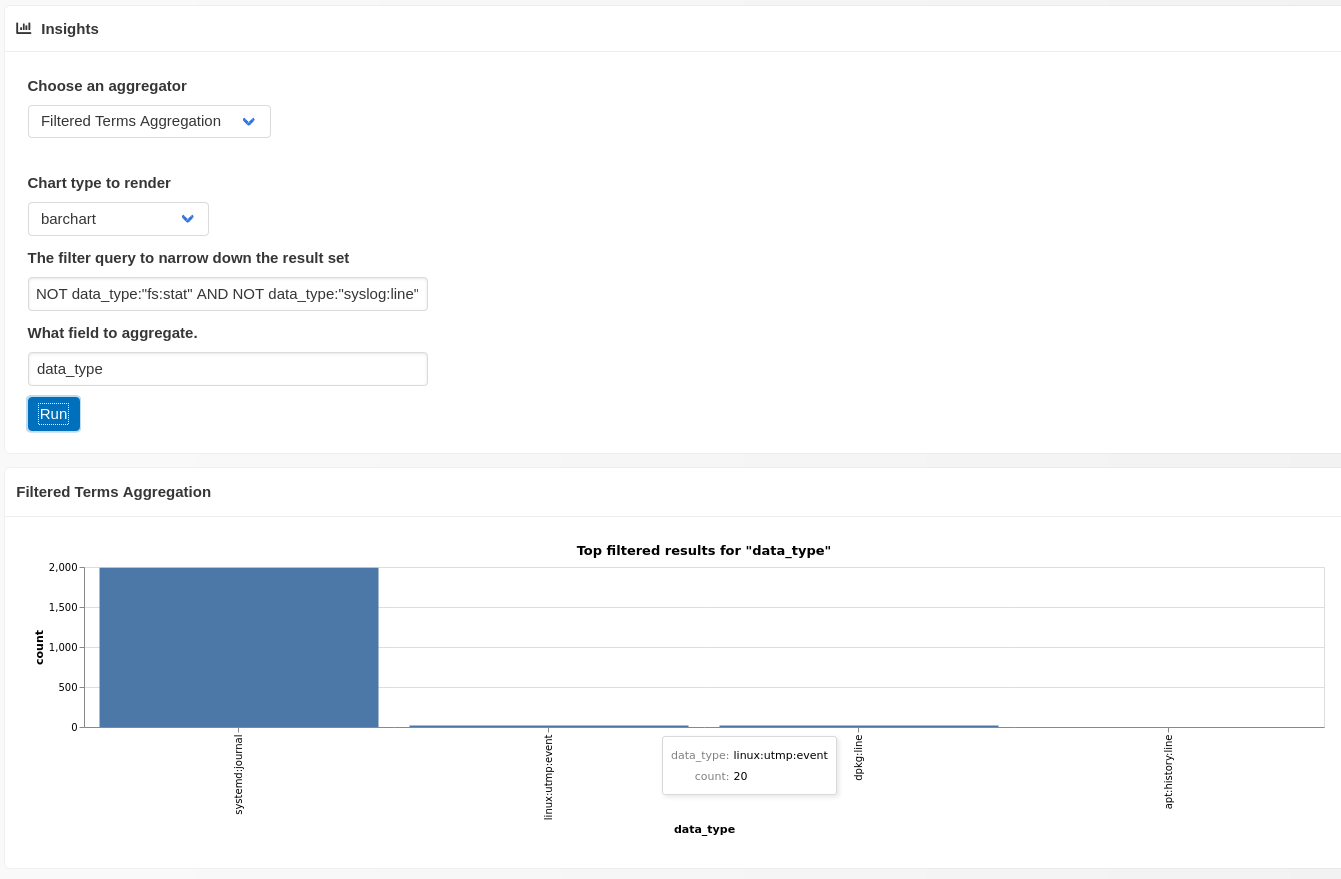 Insights
Choose an aggregator
Filtered Terms Aggregation
Chart type to render
barchart
The filter query to narrow down the result set
NOT data_type:"fs:stat" AND NOT data_type:"syslog:line"
What field to aggregate.
data_type
Run
Filtered Terms Aggregation
Top filtered results for "data_type"
2,000
1,500
1,000
500
0
count
systemd:journal
linux:utmp:event
dpkg:line
apt:history:line
data_type: linux:utmp:event
count: 20
data_type